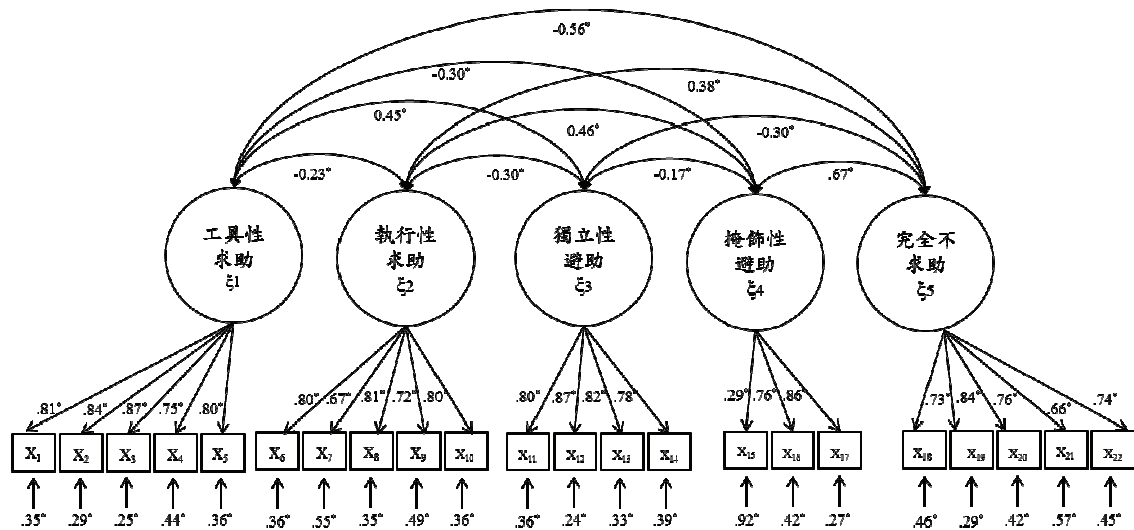 -0.56*
-0.30*
0.38*
0.45*
0.46*
-0.30*
-0.23*
-0.30*
-0.17*
.67*
工具性
求助
ξ1
執行性
求助
ξ2
獨立性
避助
ξ3
掩飾性
避助
ξ4
完全不
求助
ξ5
.81* .84* .87* .75* .80*
.80* .67* .81* .72* .80*
.80* .87* .82* .78*
.29* .76* .86*
.73* .84* .76* .66* .74*
X1 X2 X3 X4 X5
X6 X7 X8 X9 X10
X11 X12 X13 X14
X15 X16 X17
X18 X19 X20 X21 X22
.35* .29* .25* .44* .36*
.36* .55* .35* .49* .36*
.36* .24* .33* .39*
.92* .42* .27*
.46* .29* .42* .57* .45*